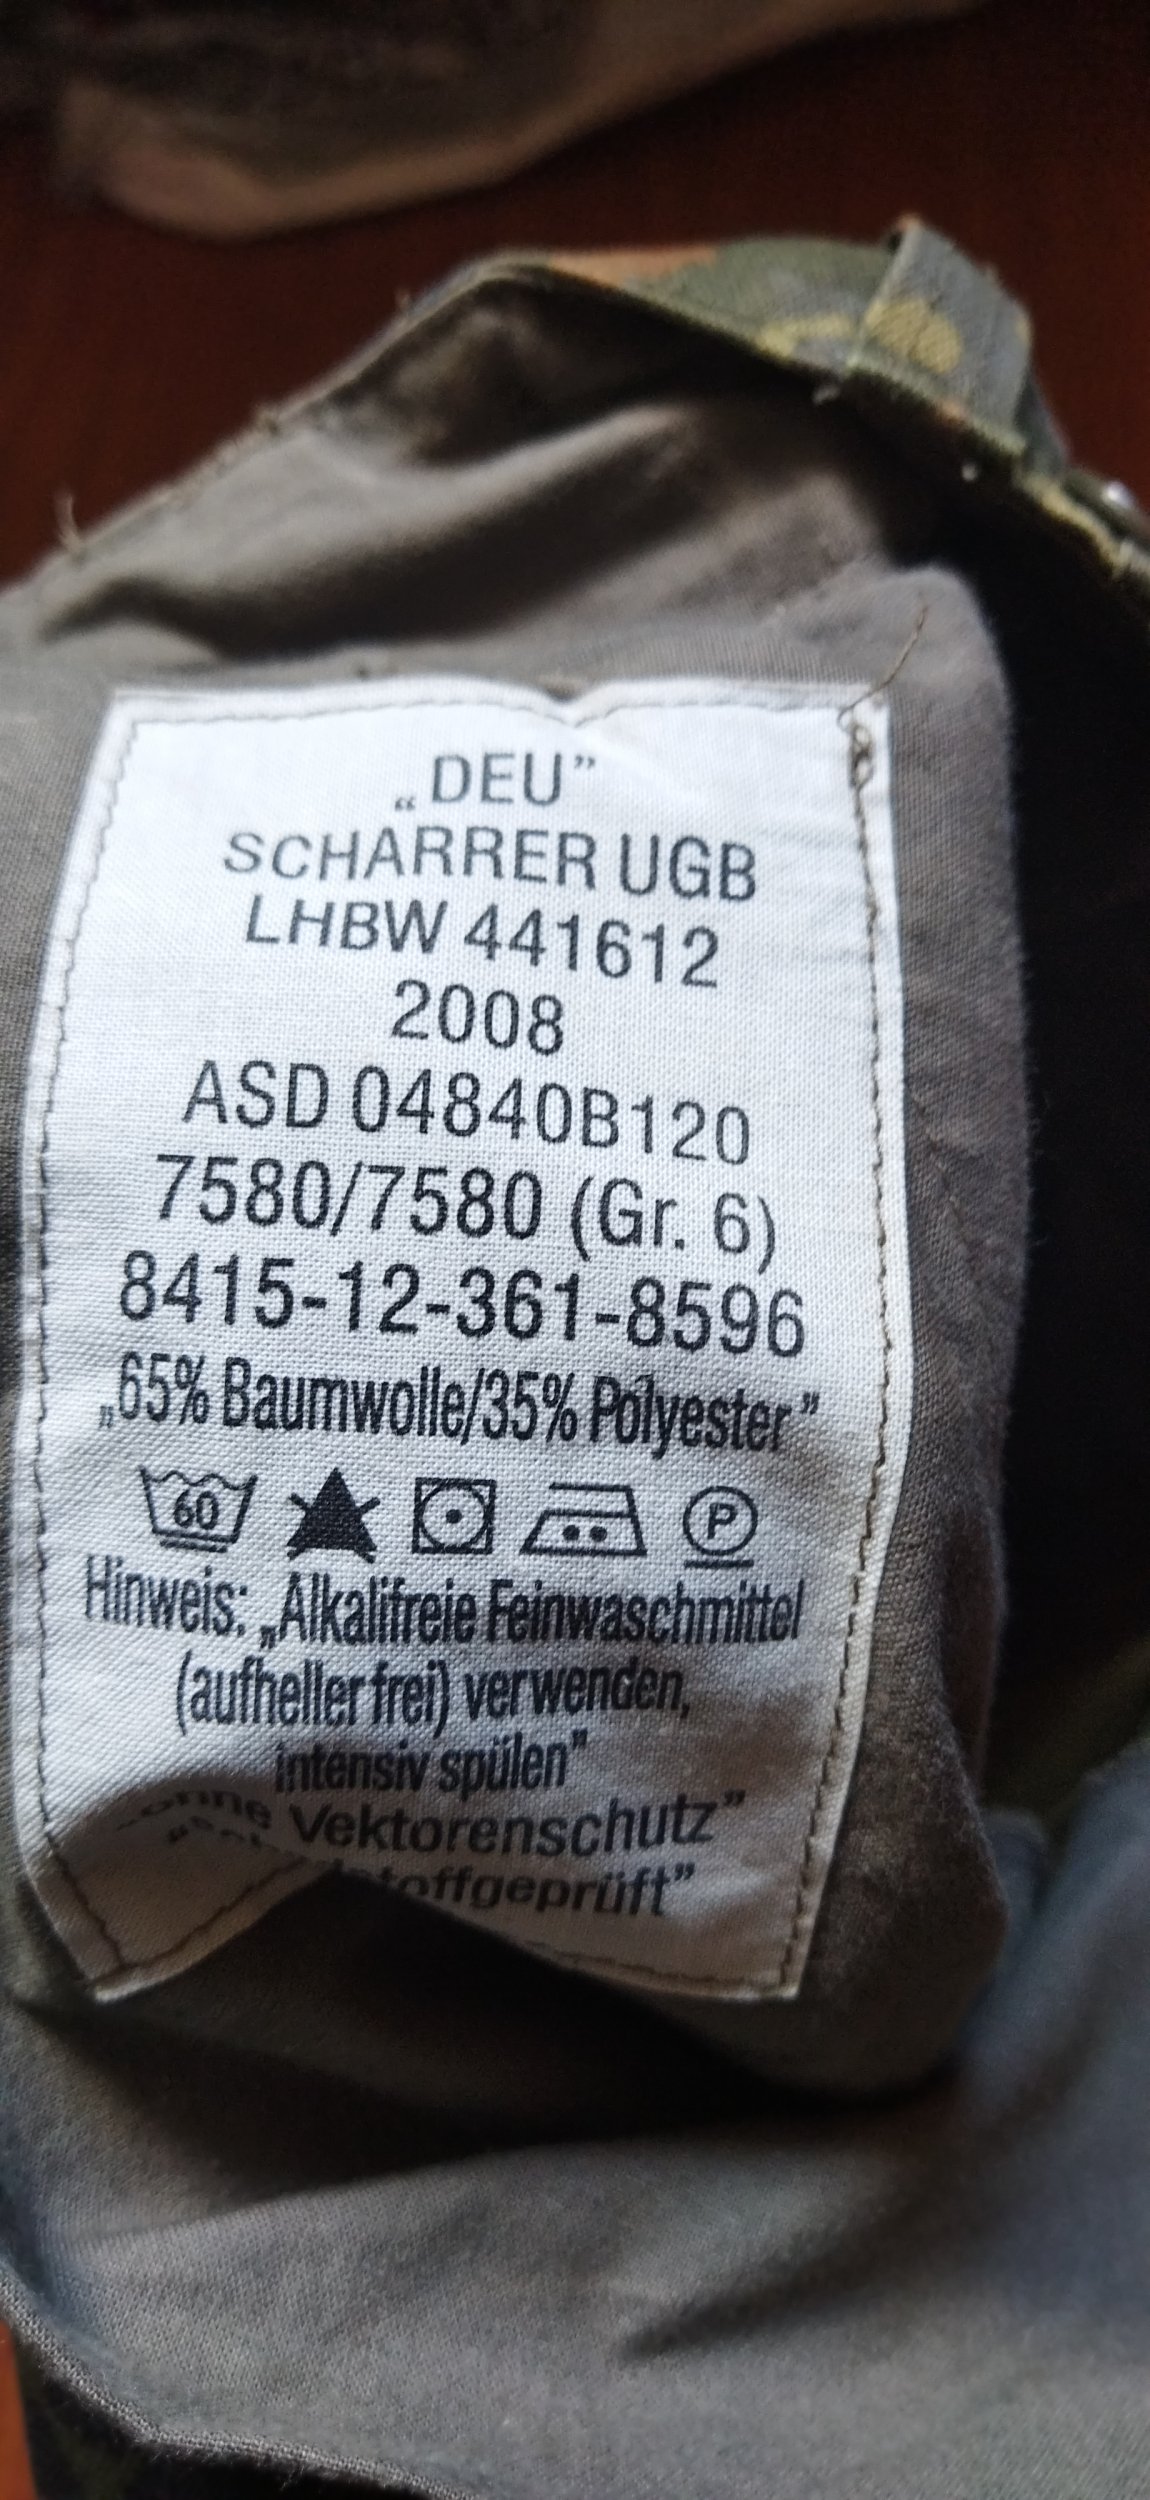 „DEU”
SCHARRER UGB
LHBW 441612
2008
ASD 04840B120
7580/7580 (Gr. 6)
8415-12-361-8596
„65% Baumwolle/35% Polyester”
60 P
Hinweis: „Alkalifreie Feinwaschmittel
(aufheller frei) verwenden,
intensiv spülen”
ohne Vektorenschutz”